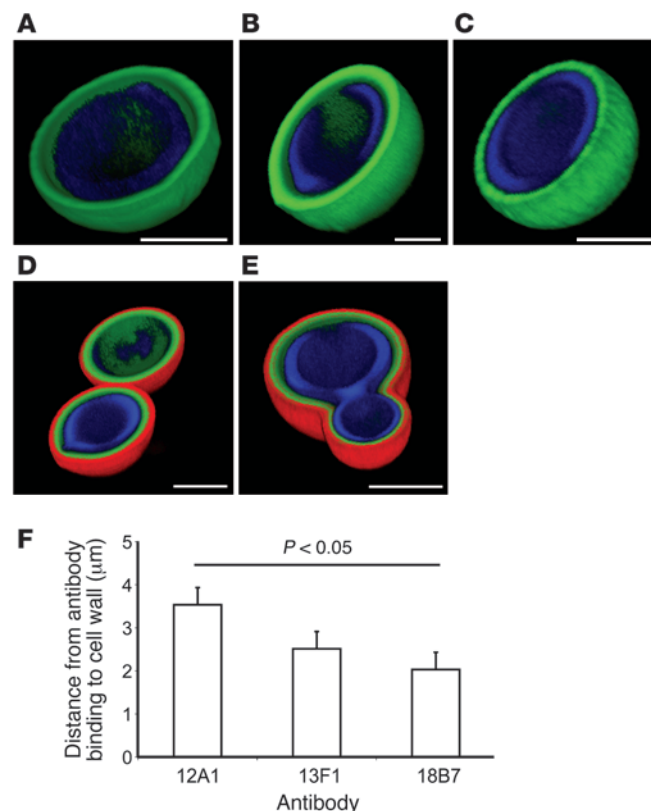 A
B
C
D
E
F
P < 0.05
Distance from antibody
binding to cell wall (μm)
5
4
3
2
1
0
12A1
13F1
18B7
Antibody